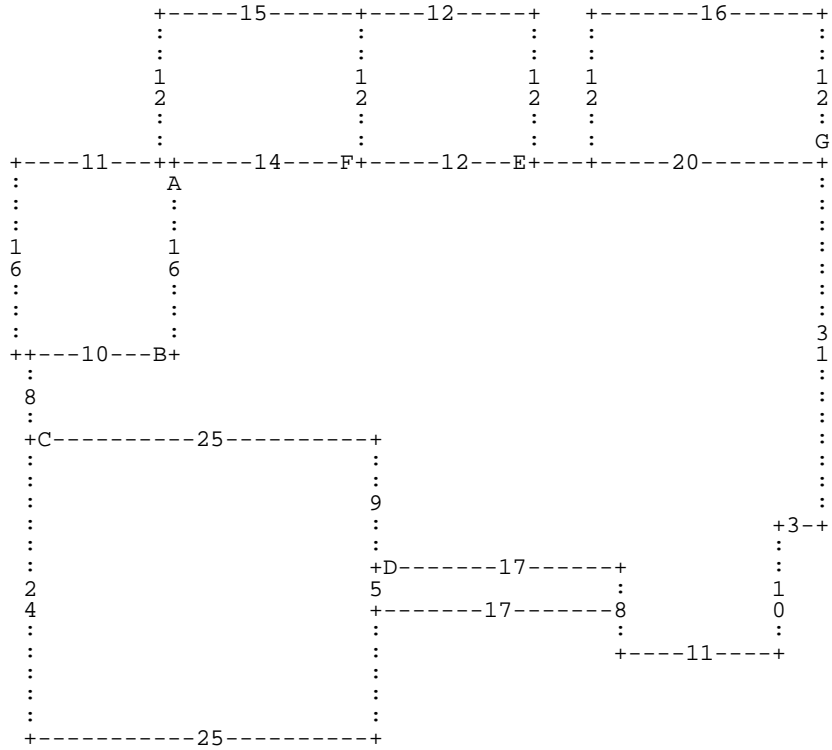 +-----15------+----12-----+   +-------16------+
          :             :           :   :               :
          :             :           :   :               :
          1             1           1   1               1
          2             2           2   2               2
          :             :           :   :               :
          :             :           :   :               G
+----11---++-----14----F+----12---E+---+-----20--------+
:          A                                            :
:          :                                            :
:          :                                            :
1          1                                            :
6          6                                            :
:          :                                            :
:          :                                            :
:          :                                            3
++---10---B+                                            1
 :                                                      :
 8                                                      :
 :                                                      :
 +C----------25----------+                              :
 :                       :                              :
 :                       :                              :
 :                       9                              :
 :                       :                           +3-+
 :                       :                           :
 :                       +D-------17------+          :
 2                       5                :          1
 4                       +-------17-------8          0
 :                       :                :          :
 :                       :                +----11----+
 :                       :
 :                       :
 :                       :
 +-----------25----------+